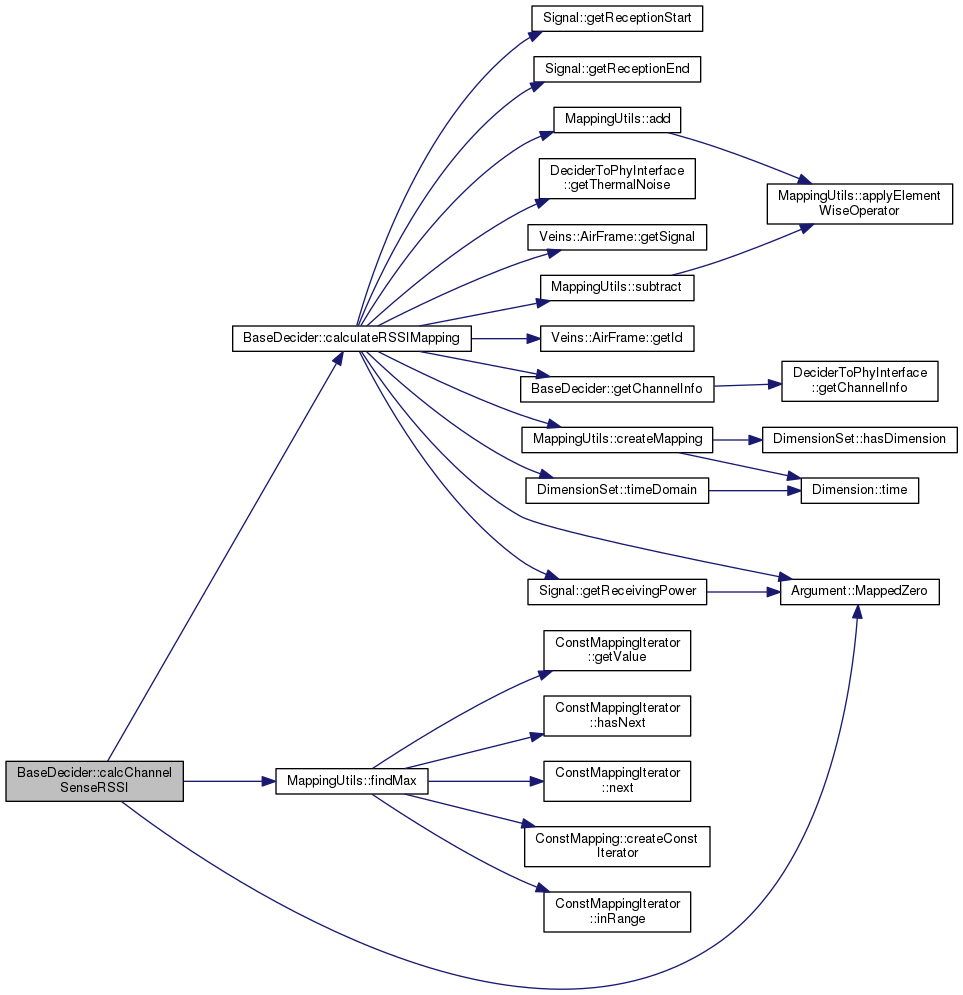 Signal::getReceptionStart
Signal::getReceptionEnd
MappingUtils::add
DeciderToPhyInterface
::getThermalNoise
MappingUtils::applyElement
WiseOperator
Veins::AirFrame::getSignal
MappingUtils::subtract
BaseDecider::calculateRSSIMapping
Veins::AirFrame::getId
BaseDecider::getChannelInfo
DeciderToPhyInterface
::getChannelInfo
MappingUtils::createMapping
DimensionSet::hasDimension
DimensionSet::timeDomain
Dimension::time
Signal::getReceivingPower
Argument::MappedZero
ConstMappingIterator
::getValue
ConstMappingIterator
::hasNext
BaseDecider::calcChannel
SenseRSSI
MappingUtils::findMax
ConstMappingIterator
::next
ConstMapping::createConst
Iterator
ConstMappingIterator
::inRange